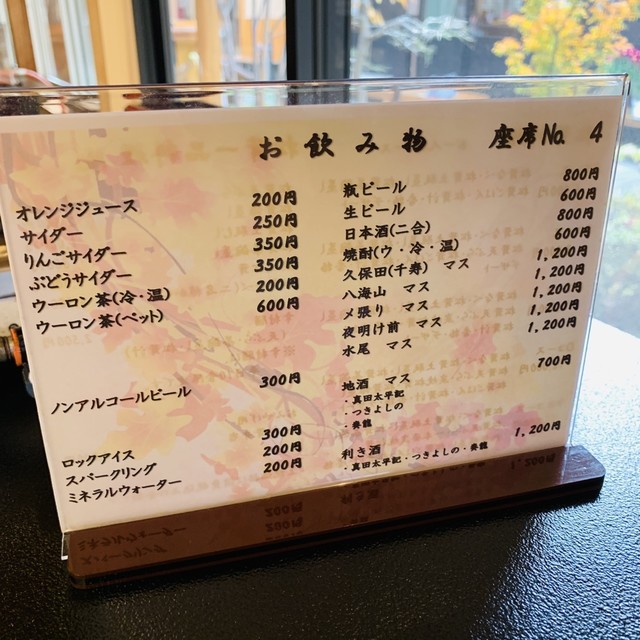 お飲み物 座席No. 4
オレンジジュース 200円
サイダー 250円
りんごサイダー 350円
ぶどうサイダー 350円
ウーロン茶(冷・温) 200円
ウーロン茶(ペット) 600円
ノンアルコールビール 300円
ロックアイス 300円
スパークリング 200円
ミネラルウォーター 200円
瓶ビール 800円
生ビール 600円
日本酒(二合) 800円
焼酎(ウ・冷・温) 600円
久保田(千寿) マス 1,200円
八海山 マス 1,200円
〆張り マス 1,200円
夜明け前 マス 1,200円
水尾 マス 1,200円
地酒 マス 700円
・真田太平記
・つきよしの
・喬龍
利き酒 1,200円
・真田太平記・つきよしの・喬龍